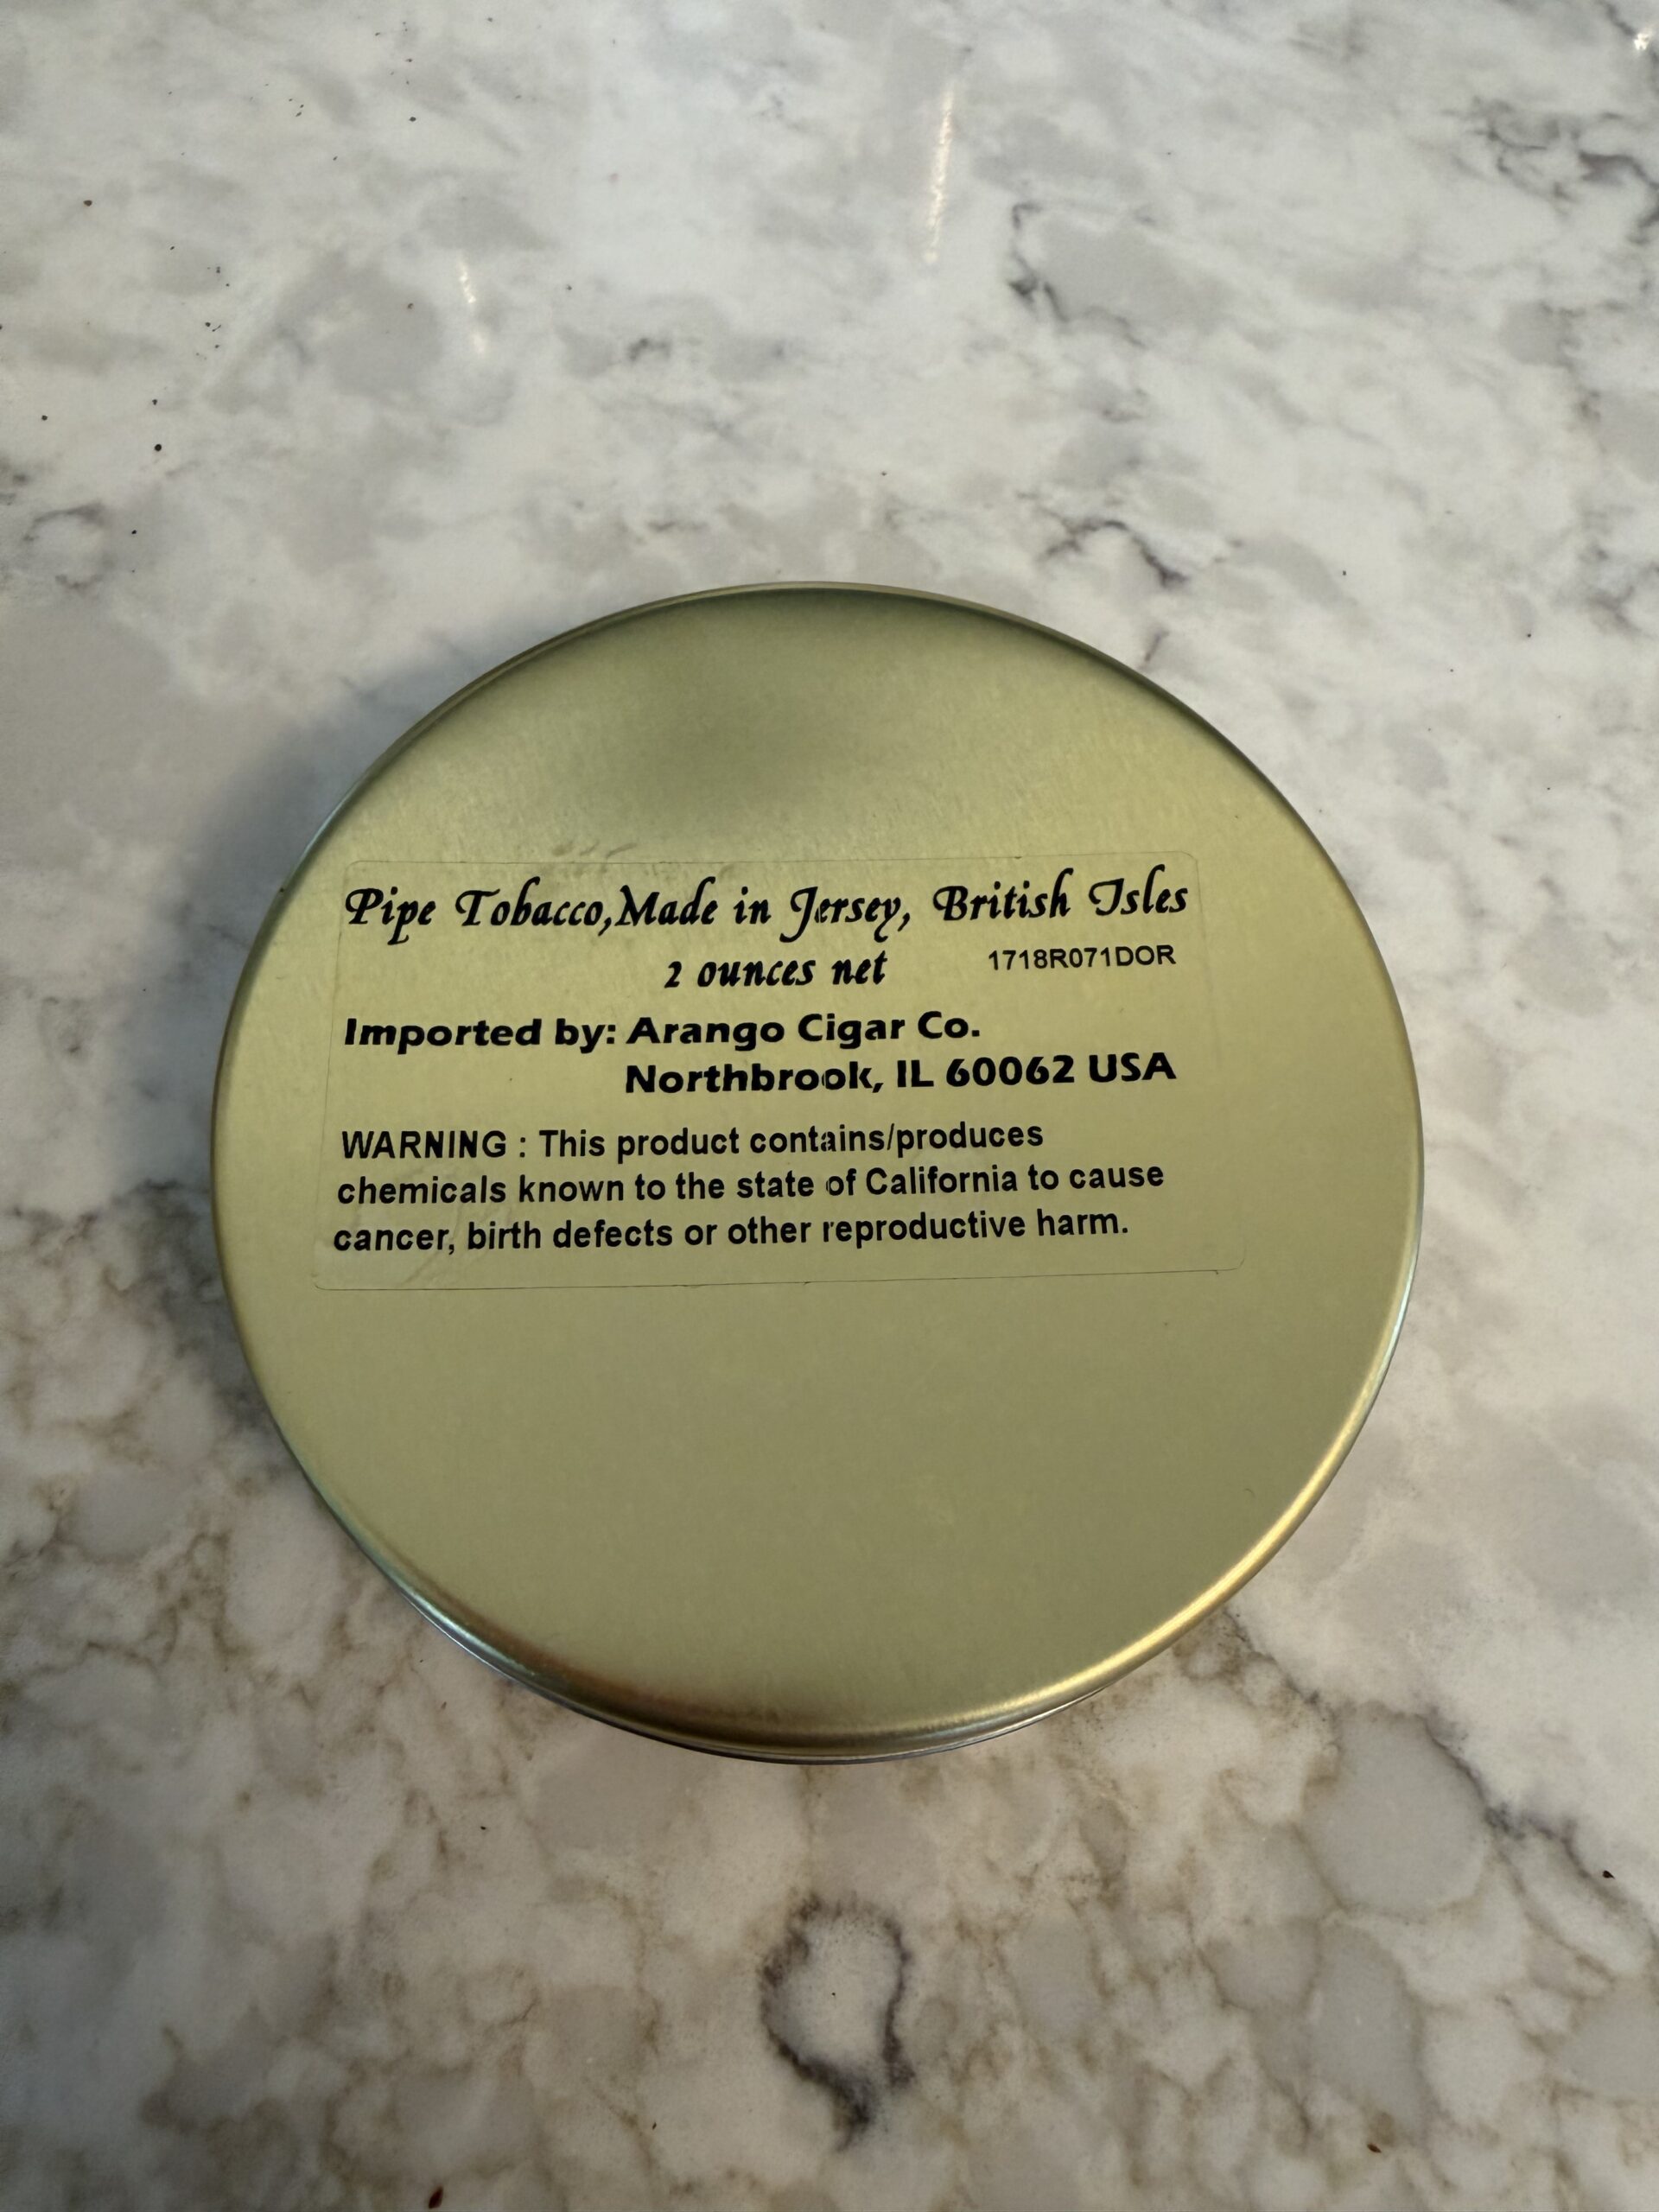 Pipe Tobacco,Made in Jersey, British Isles
2 ounces net 1718R071DOR
Imported by: Arango Cigar Co.
Northbrook, IL 60062 USA
WARNING : This product contains/produces
chemicals known to the state of California to cause
cancer, birth defects or other reproductive harm.